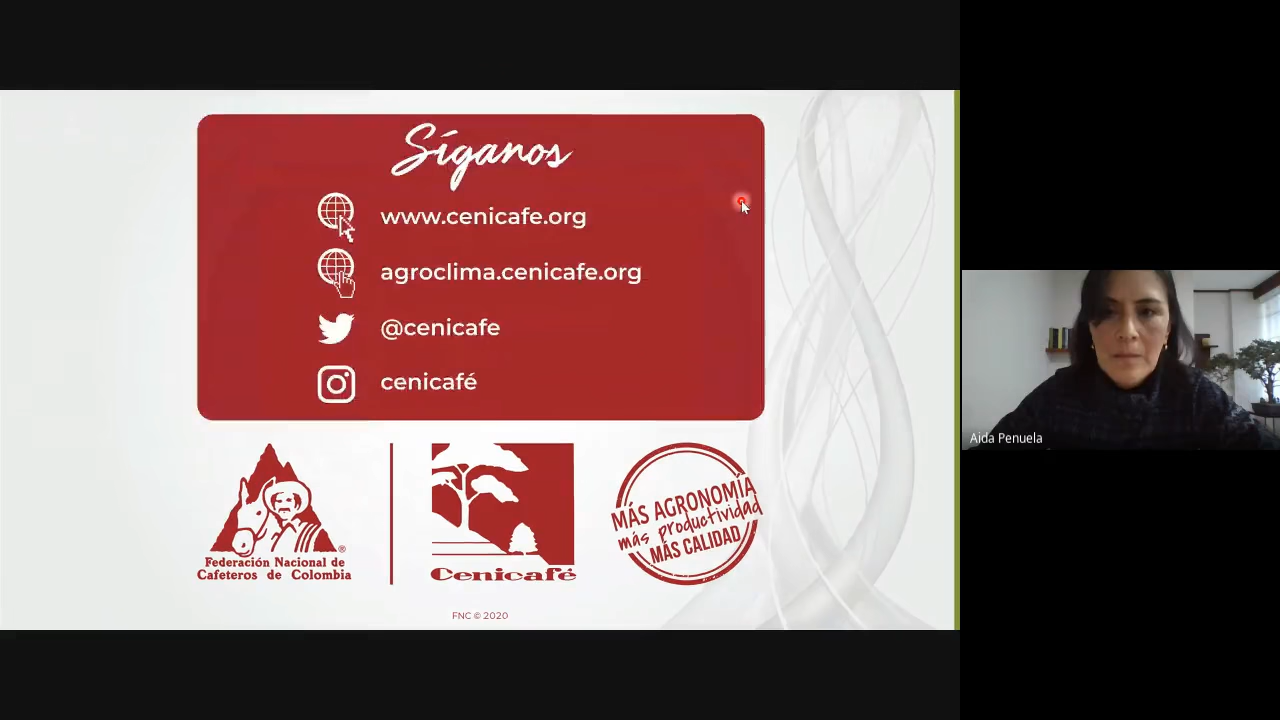 Síganos
www.cenicafe.org
agroclima.cenicafe.org
@cenicafe
cenicafé
Federación Nacional de
Cafeteros de Colombia
Cenicafé
MÁS AGRONOMÍA
más productividad
MÁS CALIDAD
FNC © 2020
Aida Penuela